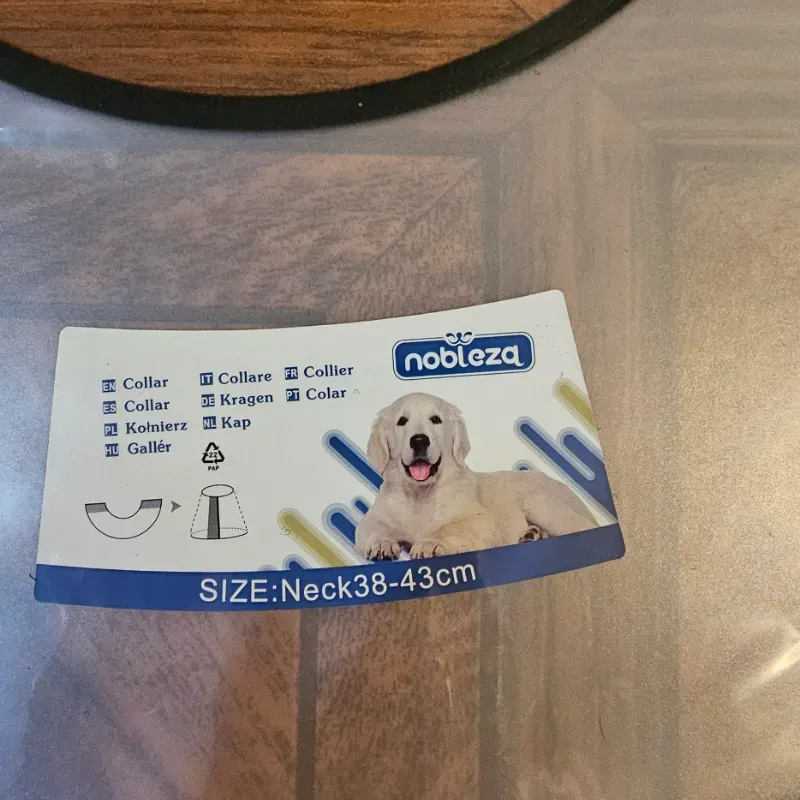 nobleza
EN Collar
ES Collar
PL Kołnierz
HU Gallér
IT Collare
DE Kragen
NL Kap
FR Collier
PT Colar
22
PAP
SIZE:Neck38-43cm